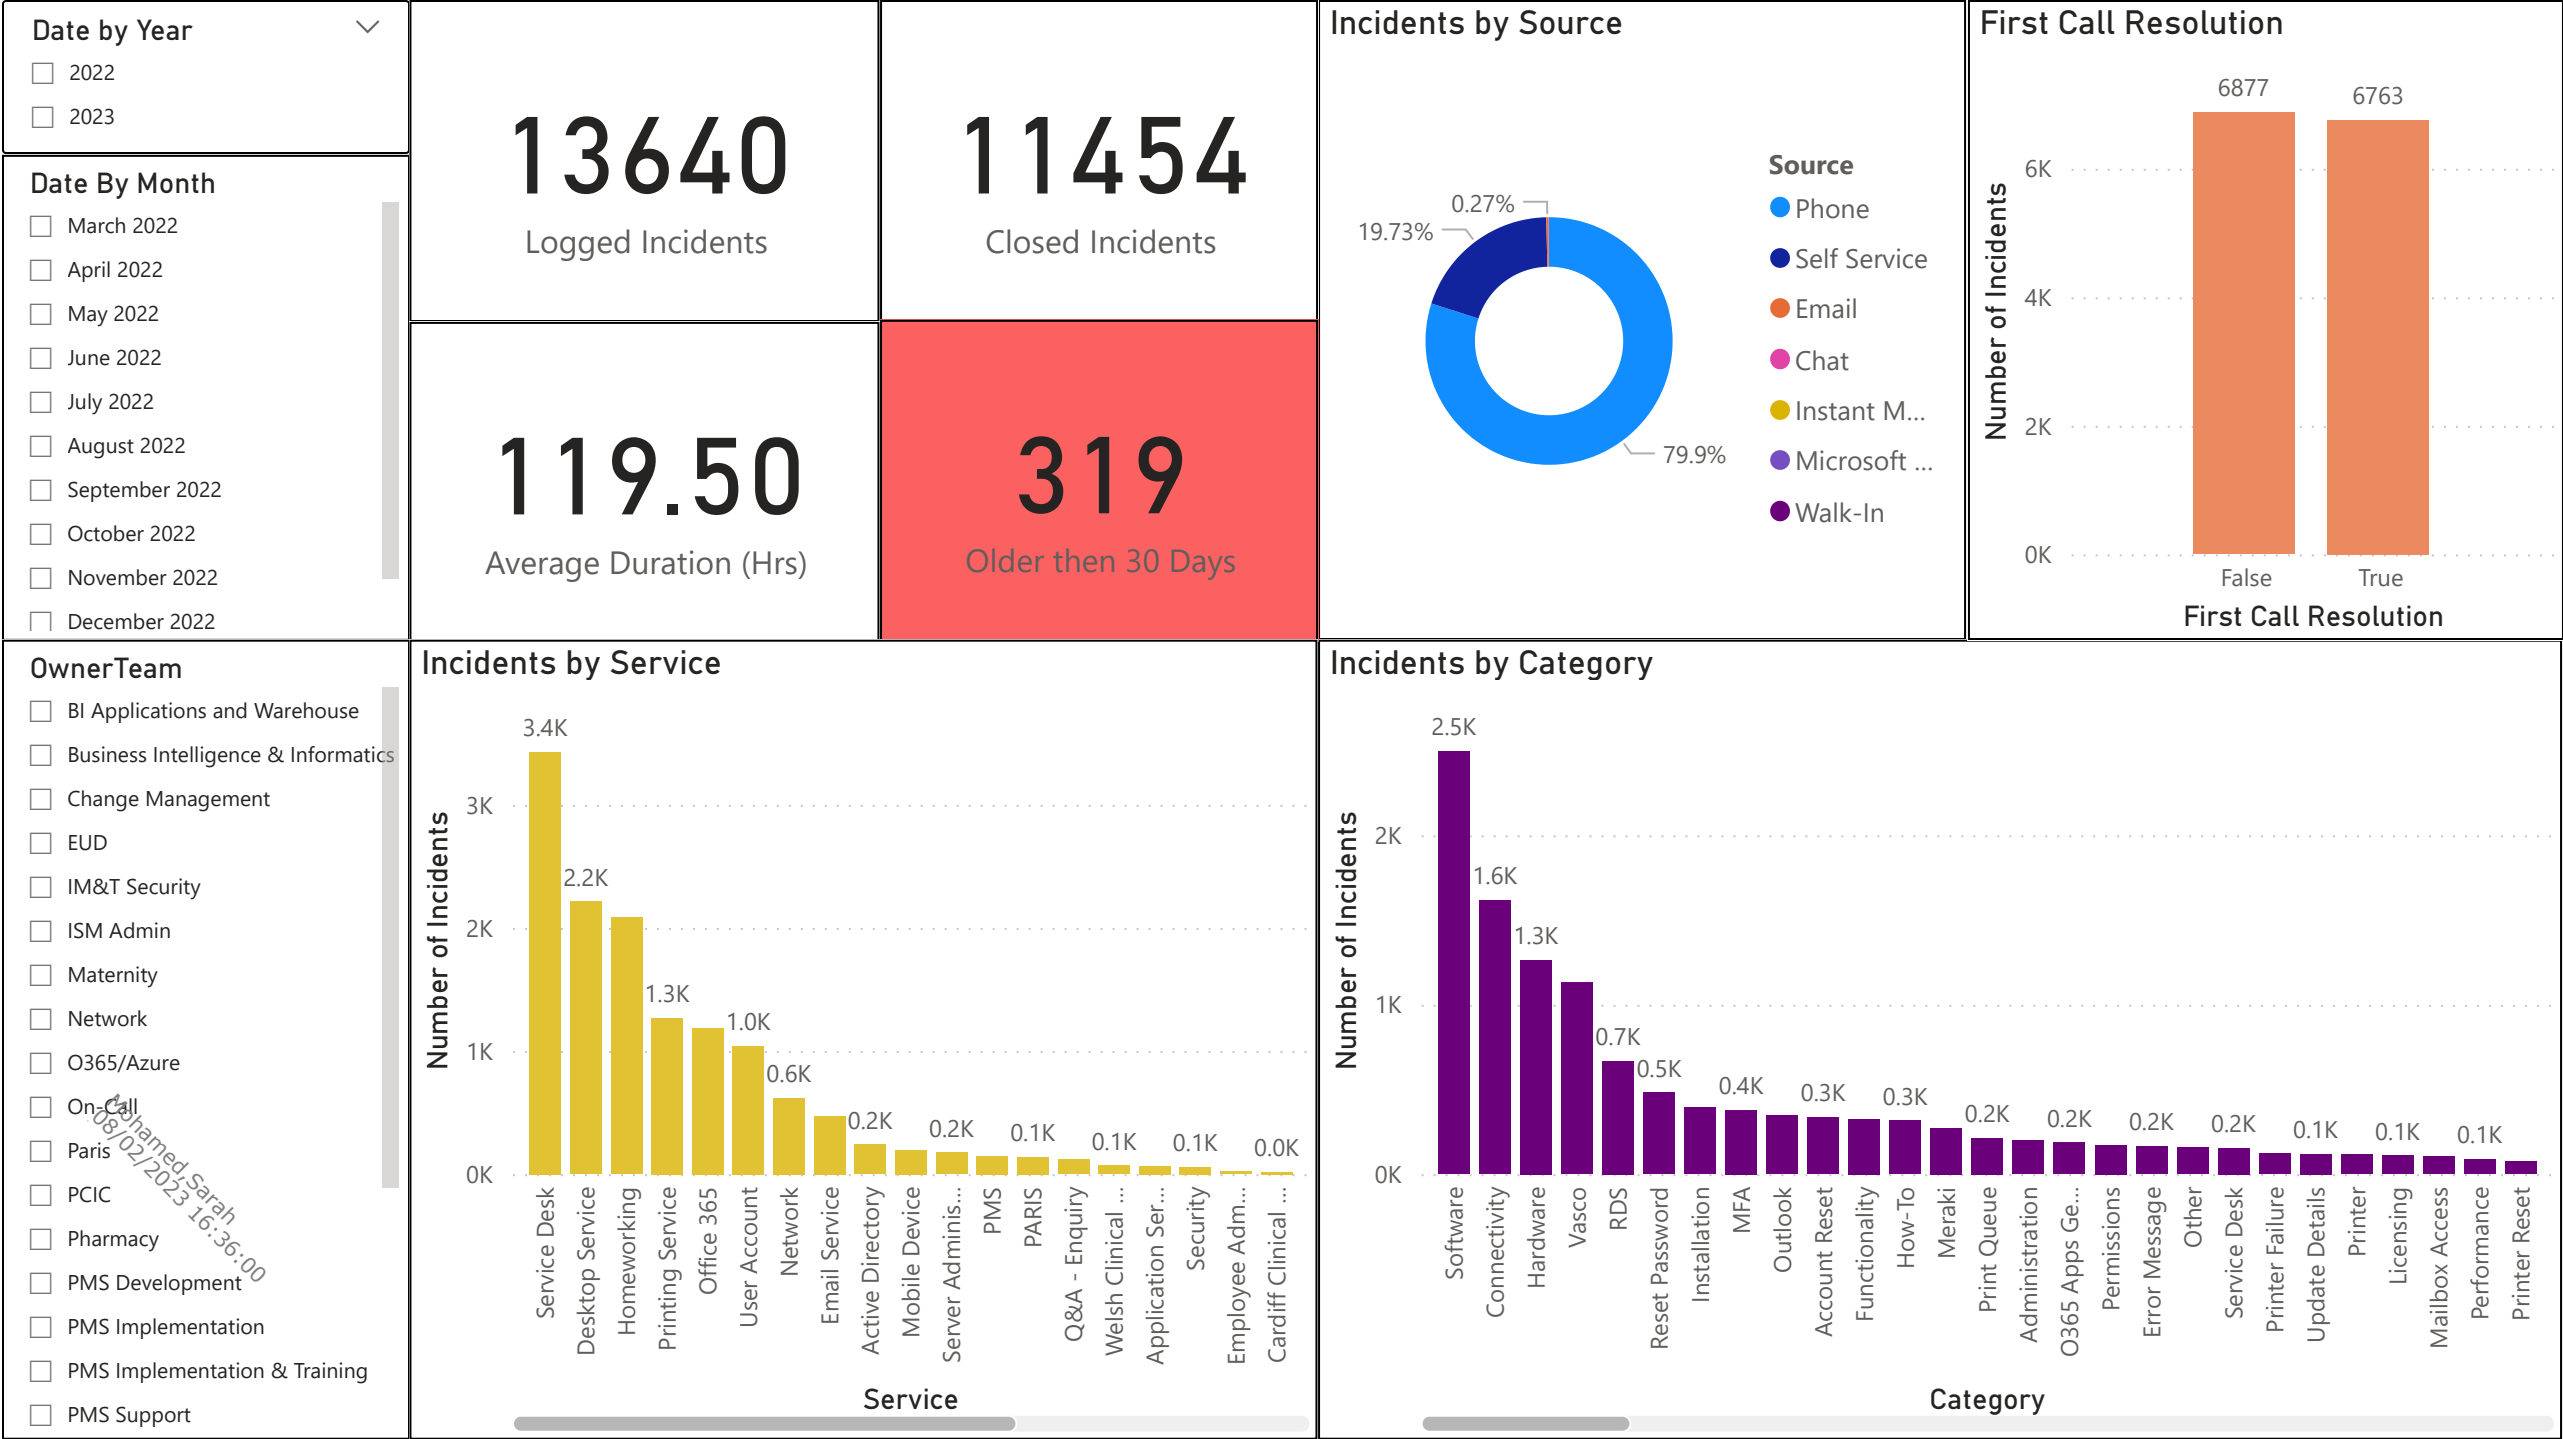 Date by Year
2022
2023
Date By Month
March 2022
April 2022
May 2022
June 2022
July 2022
August 2022
September 2022
October 2022
November 2022
December 2022
13640
Logged Incidents
11454
Closed Incidents
119.50
Average Duration (Hrs)
319
Older then 30 Days
Incidents by Source
0.27%
19.73%
79.9%
Source
Phone
Self Service
Email
Chat
Instant M...
Microsoft ...
Walk-In
First Call Resolution
6877
6763
6K
4K
2K
0K
Number of Incidents
False
True
First Call Resolution
OwnerTeam
BI Applications and Warehouse
Business Intelligence & Informatics
Change Management
EUD
IM&T Security
ISM Admin
Maternity
Network
O365/Azure
On-Call
Paris
PCIC
Pharmacy
PMS Development
PMS Implementation
PMS Implementation & Training
PMS Support
Mohamed,Sarah
08/02/2023 16:36:00
Incidents by Service
3.4K
2.2K
1.3K
1.0K
0.6K
0.2K
0.2K
0.1K
0.1K
0.1K
0.0K
3K
2K
1K
0K
Number of Incidents
Service Desk
Desktop Service
Homeworking
Printing Service
Office 365
User Account
Network
Email Service
Active Directory
Mobile Device
Server Adminis...
PMS
PARIS
Q&A - Enquiry
Welsh Clinical ...
Application Ser...
Security
Employee Adm...
Cardiff Clinical ...
Service
Incidents by Category
2.5K
1.6K
1.3K
0.7K
0.5K
0.4K
0.3K
0.3K
0.2K
0.2K
0.2K
0.2K
0.1K
0.1K
0.1K
2K
1K
0K
Number of Incidents
Software
Connectivity
Hardware
Vasco
RDS
Reset Password
Installation
MFA
Outlook
Account Reset
Functionality
How-To
Meraki
Print Queue
Administration
O365 Apps Ge...
Permissions
Error Message
Other
Service Desk
Printer Failure
Update Details
Printer
Licensing
Mailbox Access
Performance
Printer Reset
Category